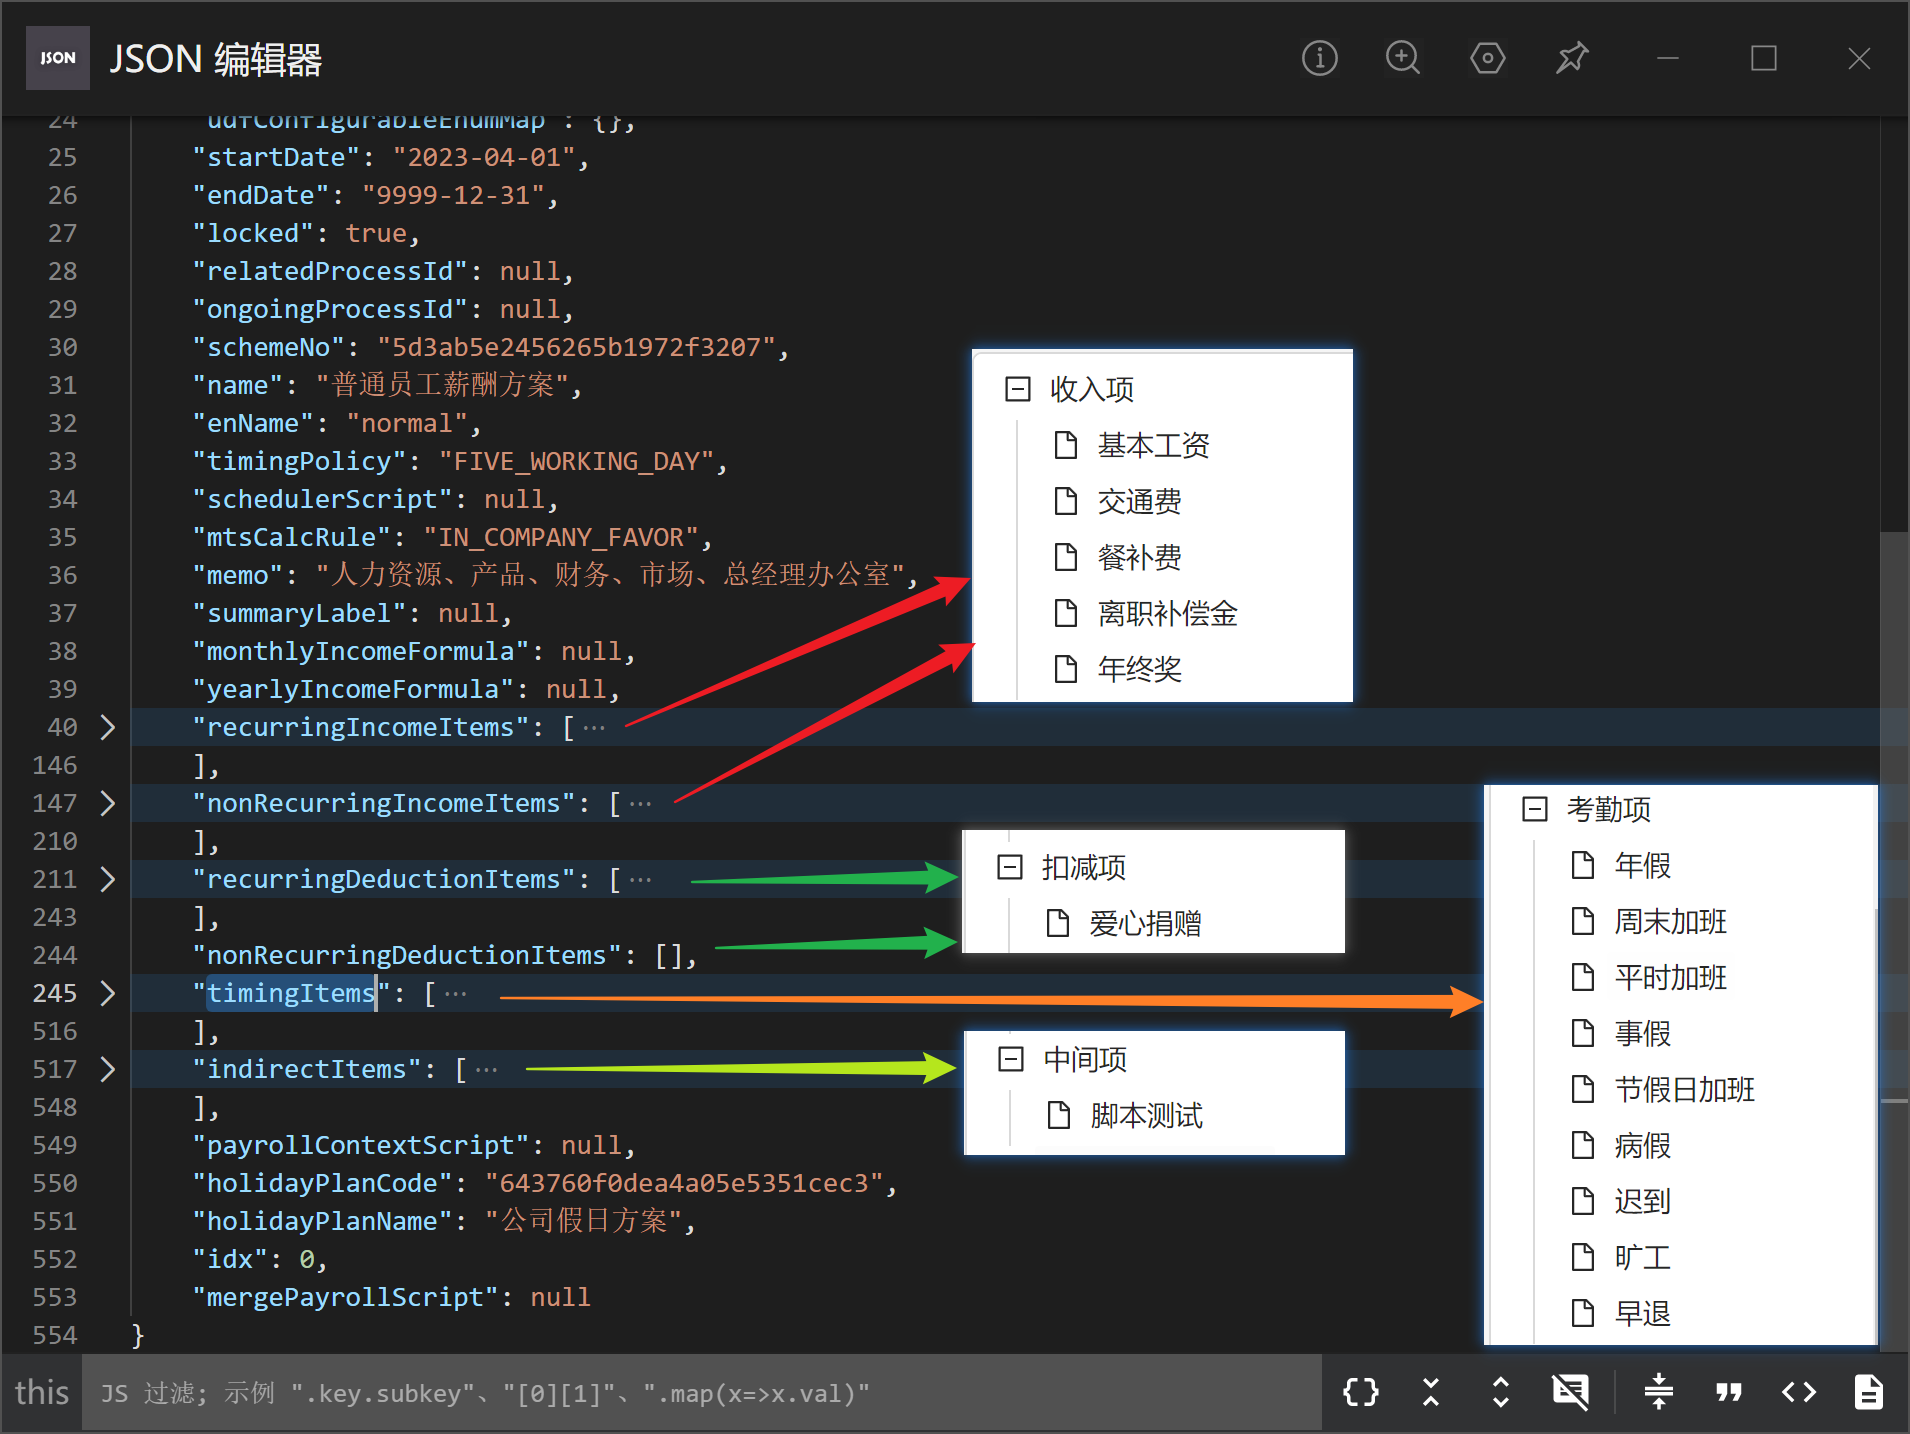 JSON JSON 编辑器
24 "udfConfigurableEnumMap": {},
25 "startDate": "2023-04-01",
26 "endDate": "9999-12-31",
27 "locked": true,
28 "relatedProcessId": null,
29 "ongoingProcessId": null,
30 "schemeNo": "5d3ab5e2456265b1972f3207",
31 "name": "普通员工薪酬方案",
32 "enName": "normal",
33 "timingPolicy": "FIVE_WORKING_DAY",
34 "schedulerScript": null,
35 "mtsCalcRule": "IN_COMPANY_FAVOR",
36 "memo": "人力资源、产品、财务、市场、总经理办公室",
37 "summaryLabel": null,
38 "monthlyIncomeFormula": null,
39 "yearlyIncomeFormula": null,
40 "recurringIncomeItems": [ ···
146 ],
147 "nonRecurringIncomeItems": [ ···
210 ],
211 "recurringDeductionItems": [ ···
243 ],
244 "nonRecurringDeductionItems": [],
245 "timingItems": [ ···
516 ],
517 "indirectItems": [ ···
548 ],
549 "payrollContextScript": null,
550 "holidayPlanCode": "643760f0dea4a05e5351cec3",
551 "holidayPlanName": "公司假日方案",
552 "idx": 0,
553 "mergePayrollScript": null
554 }
收入项
基本工资
交通费
餐补费
离职补偿金
年终奖
扣减项
爱心捐赠
中间项
脚本测试
考勤项
年假
周末加班
平时加班
事假
节假日加班
病假
迟到
旷工
早退
this JS 过滤; 示例 ".key.subkey"、"[0][1]"、".map(x=>x.val)"